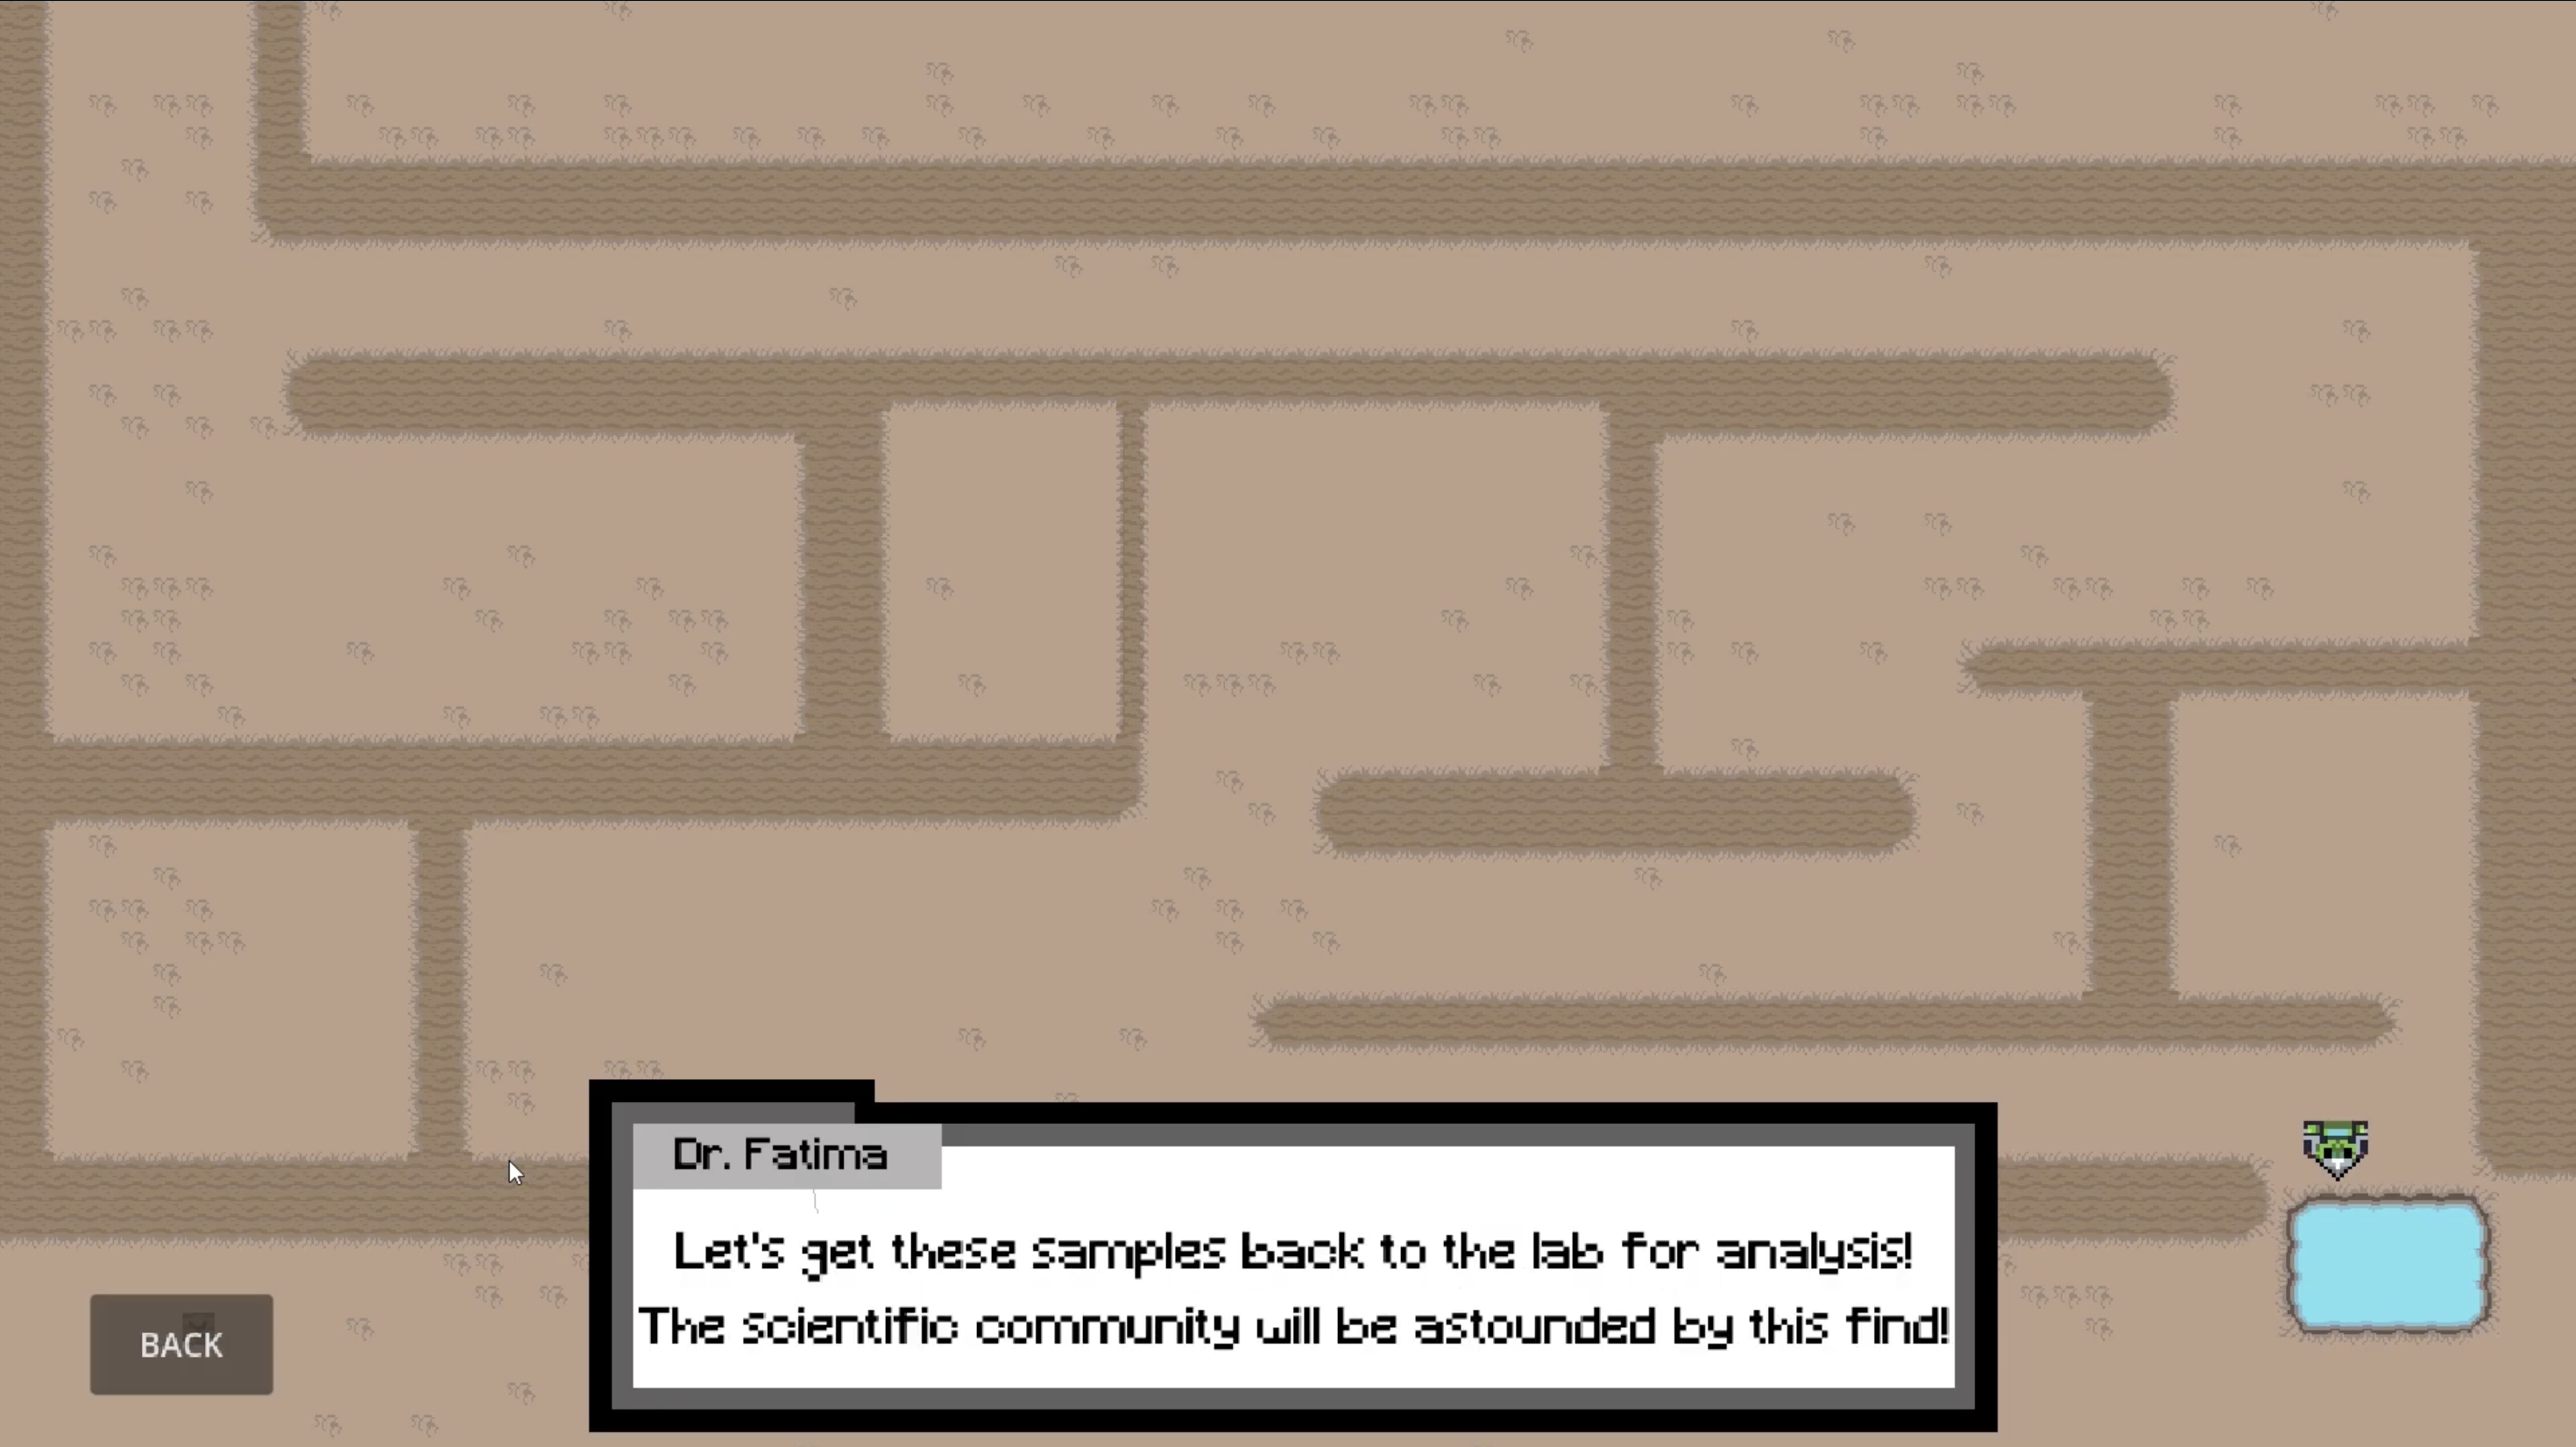 Dr. Fatima
Let's get these samples back to the lab for analysis!
The scientific community will be astounded by this find!
BACK